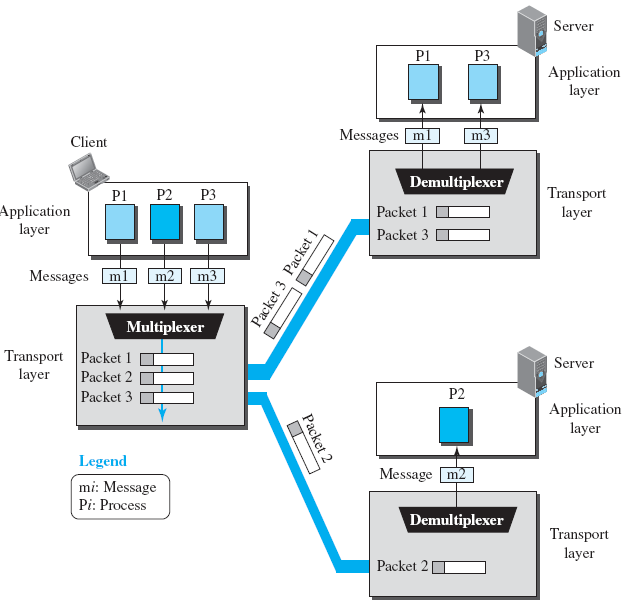 Server
P1 P3
Application
layer
Messages m1 m3
Demultiplexer
Transport
layer
Packet 1
Packet 3
Client
P1 P2 P3
Application
layer
Messages m1 m2 m3
Multiplexer
Transport
layer
Packet 1
Packet 2
Packet 3
Packet 1
Packet 3
Packet 2
Server
P2
Application
layer
Message m2
Demultiplexer
Transport
layer
Packet 2
Legend
mi: Message
Pi: Process